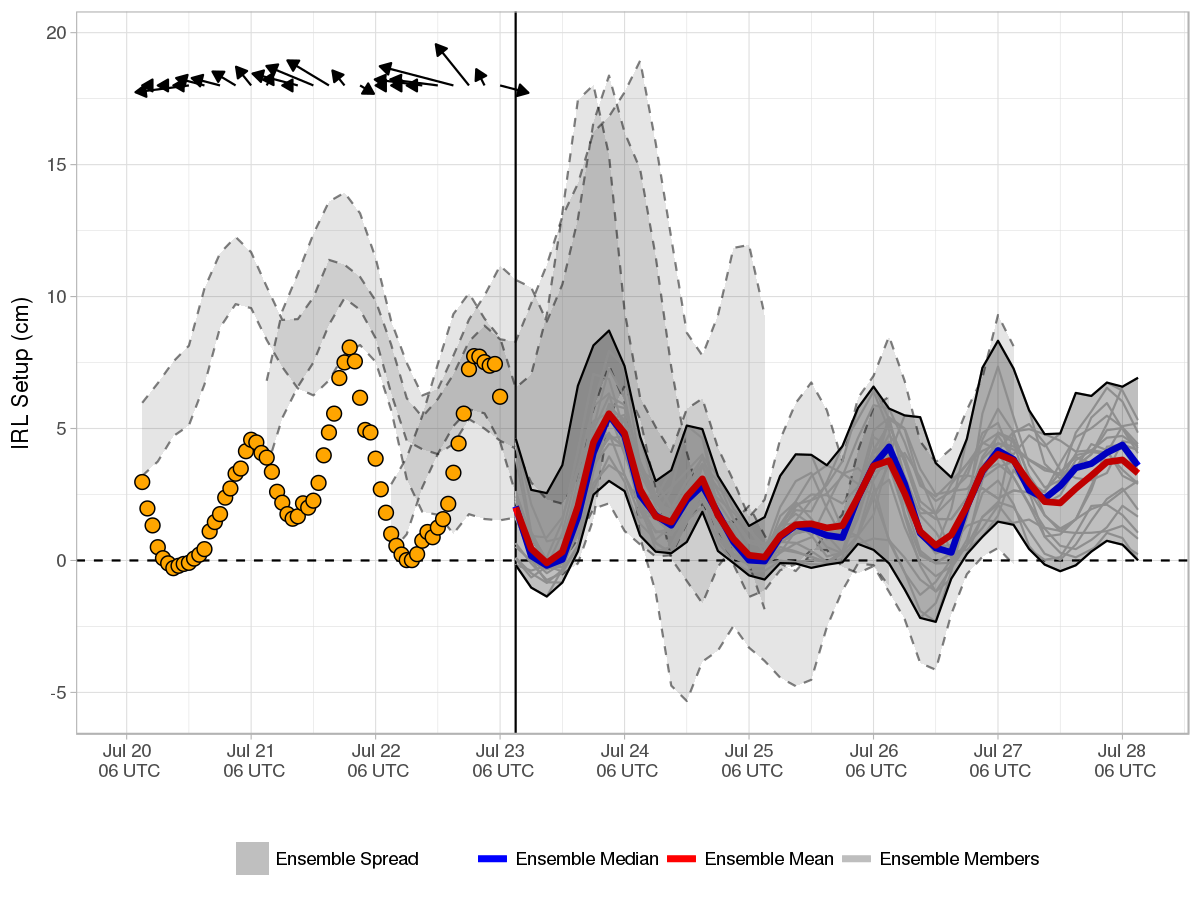 IRL Setup (cm)
20
15
10
5
0
-5
Jul 20 Jul 21 Jul 22 Jul 23 Jul 24 Jul 25 Jul 26 Jul 27 Jul 28
06 UTC 06 UTC 06 UTC 06 UTC 06 UTC 06 UTC 06 UTC 06 UTC 06 UTC
Ensemble Spread Ensemble Median Ensemble Mean Ensemble Members